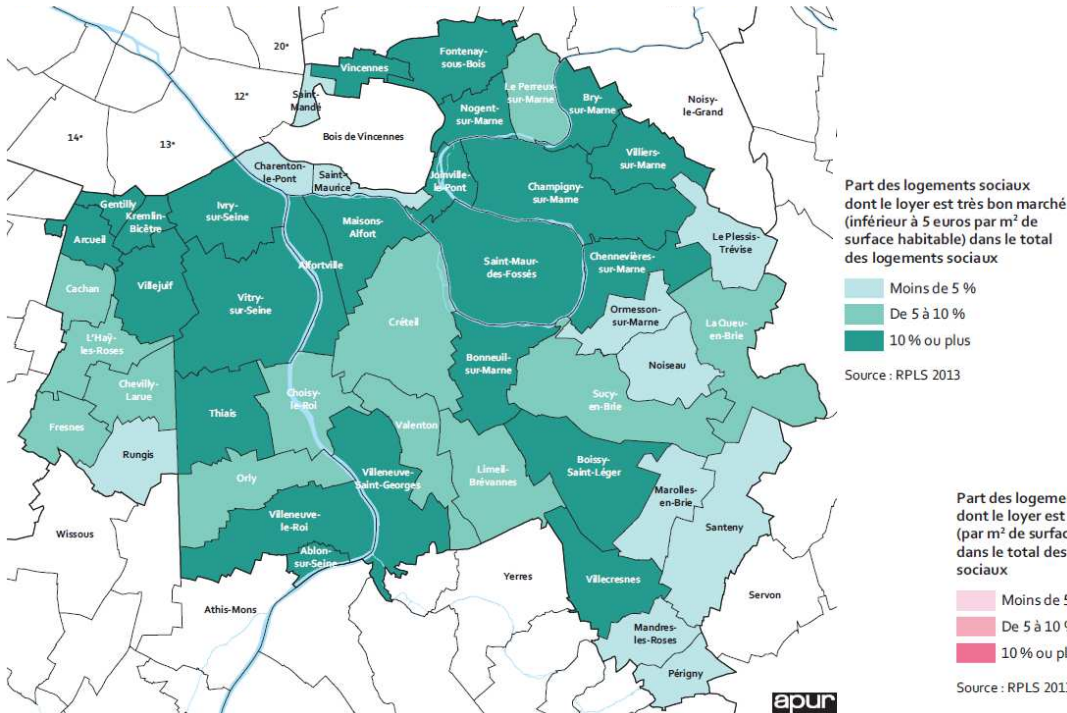 20e
12e
14e
13e
Fontenay-
sous-Bois
Vincennes
Saint-
Mandé
Le Perreux-
sur-Marne
Bry-
sur-Marne
Noisy-
le-Grand
Nogent-
sur-Marne
Bois de Vincennes
Villiers-
sur-Marne
Charenton-
le-Pont
Saint-
Maurice
Joinville-
le-Pont
Champigny-
sur-Marne
Gentilly
Kremlin-
Bicêtre
Ivry-
sur-Seine
Maisons-
Alfort
Arcueil
Le Plessis-
Trévise
Saint-Maur-
des-Fossés
Chennevières-
sur-Marne
Alfortville
Cachan
Villejuif
Vitry-
sur-Seine
Créteil
Ormesson-
sur-Marne
La Queu-
en-Brie
L'Haÿ-
les-Roses
Bonneuil-
sur-Marne
Noiseau
Chevilly-
Larue
Choisy-
le-Roi
Sucy-
en-Brie
Thiais
Fresnes
Valenton
Rungis
Orly
Villeneuve-
Saint-Georges
Limeil-
Brévannes
Boissy-
Saint-Léger
Marolles-
en-Brie
Villeneuve-
le-Roi
Santeny
Wissous
Ablon-
sur-Seine
Yerres
Villecresnes
Servon
Athis-Mons
Mandres-
les-Roses
Périgny
apur
Part des logements sociaux
dont le loyer est très bon marché
(inférieur à 5 euros par m² de
surface habitable) dans le total
des logements sociaux
Moins de 5 %
De 5 à 10 %
10 % ou plus
Source : RPLS 2013
Part des logeme
dont le loyer est
(par m² de surfac
dans le total des
sociaux
Moins de 5
De 5 à 10 %
10 % ou pl
Source : RPLS 201